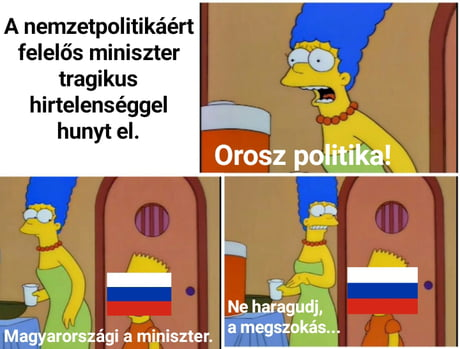 A nemzetpolitikáért
felelős miniszter
tragikus
hirtelenséggel
hunyt el.
Orosz politika!
Magyarországi a miniszter.
Ne haragudj,
a megszokás...